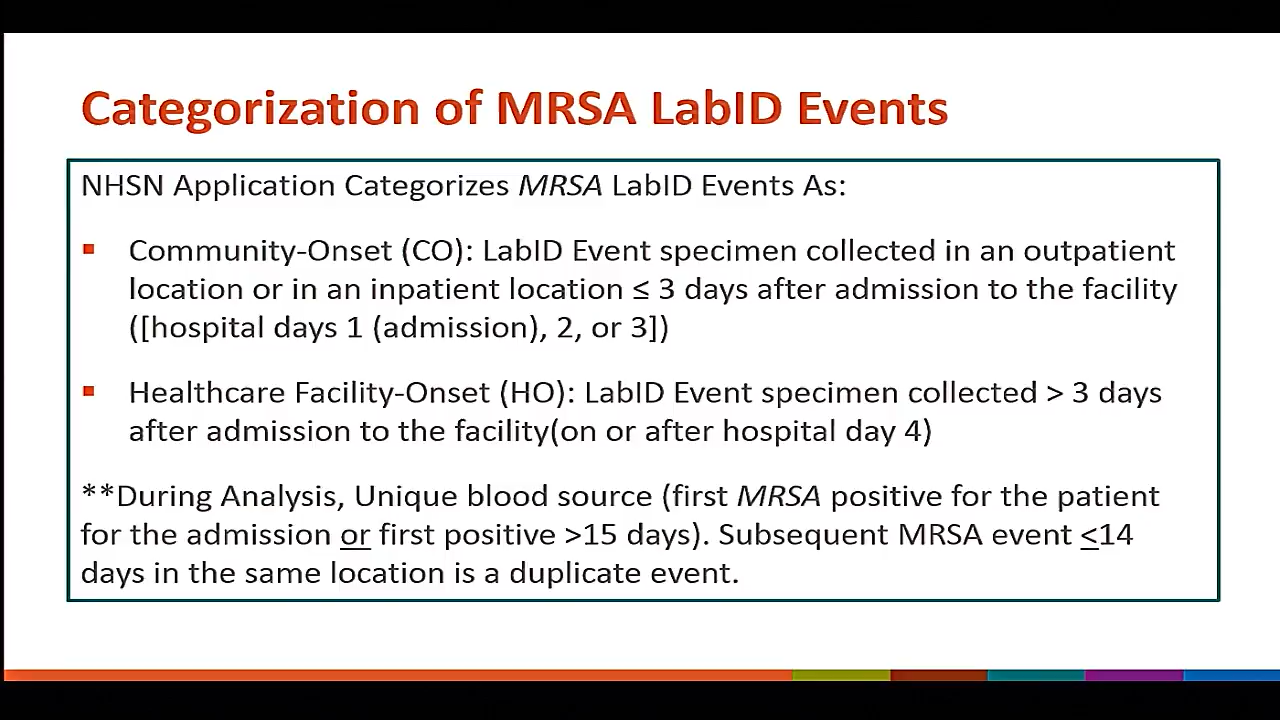 Categorization of MRSA LabID Events
NHSN Application Categorizes MRSA LabID Events As:
Community-Onset (CO): LabID Event specimen collected in an outpatient
location or in an inpatient location ≤ 3 days after admission to the facility
([hospital days 1 (admission), 2, or 3])
Healthcare Facility-Onset (HO): LabID Event specimen collected > 3 days
after admission to the facility(on or after hospital day 4)
**During Analysis, Unique blood source (first MRSA positive for the patient
for the admission or first positive >15 days). Subsequent MRSA event ≤14
days in the same location is a duplicate event.